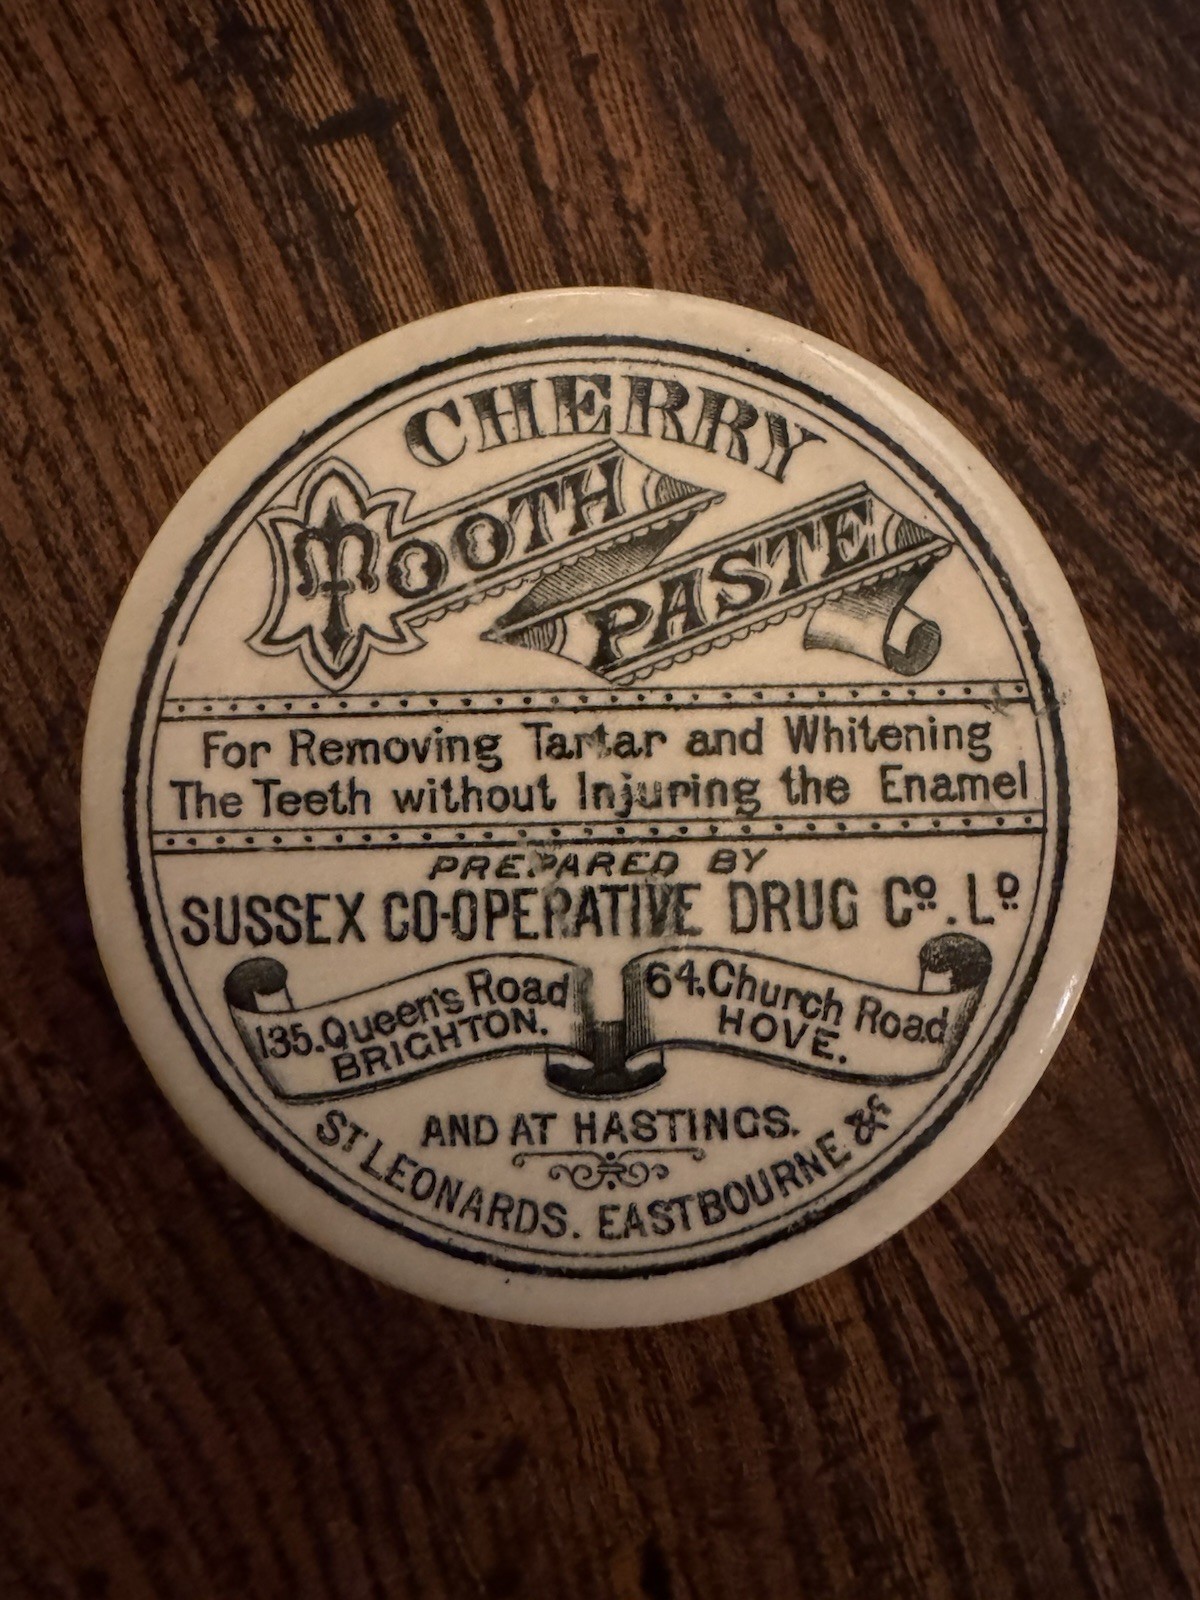 CHERRY
TOOTH
PASTE
For Removing Tartar and Whitening
The Teeth without Injuring the Enamel
PREPARED BY
SUSSEX CO-OPERATIVE DRUG Cº. Lº
135. Queen's Road
BRIGHTON.
64, Church Road
HOVE.
AND AT HASTINGS.
ST LEONARDS. EASTBOURNE &c